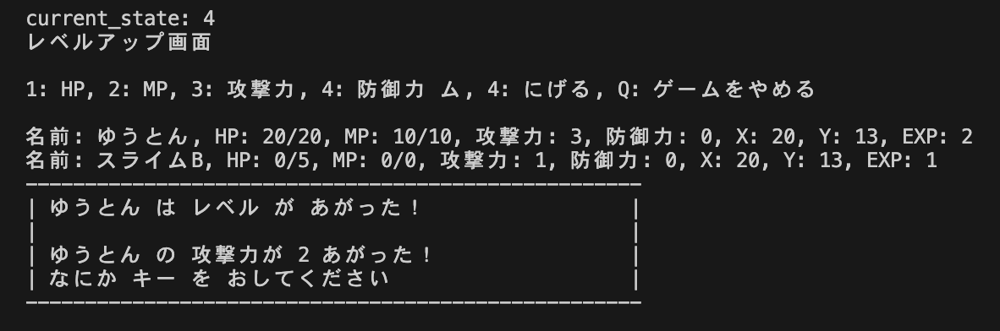 current_state: 4
レベルアップ画面
1: HP, 2: MP, 3: 攻撃力, 4: 防御力 ム, 4: にげる, Q: ゲームをやめる
名前: ゆうとん, HP: 20/20, MP: 10/10, 攻撃力: 3, 防御力: 0, X: 20, Y: 13, EXP: 2
名前: スライムB, HP: 0/5, MP: 0/0, 攻撃力: 1, 防御力: 0, X: 20, Y: 13, EXP: 1
----------------------------------------------------
| ゆうとん は レベル が あがった！ |
| |
| ゆうとん の 攻撃力が 2 あがった！ |
| なにか キー を おしてください |
----------------------------------------------------